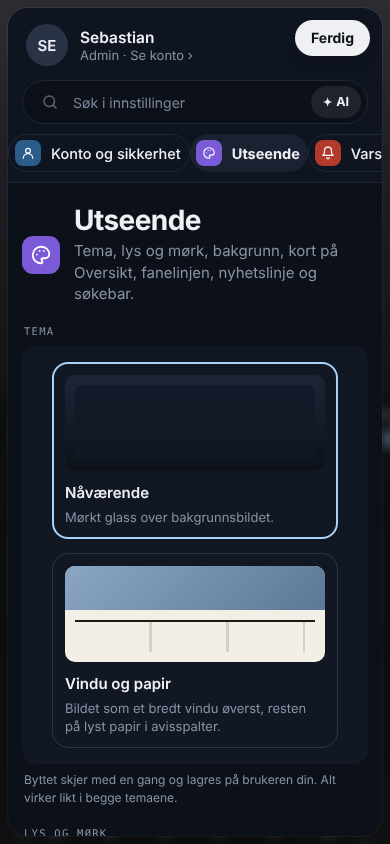 SE
Sebastian
Admin · Se konto ›
Ferdig
Søk i innstillinger
AI
Konto og sikkerhet
Utseende
Vars
Utseende
Tema, lys og mørk, bakgrunn, kort på
Oversikt, fanelinjen, nyhetslinje og
søkebar.
TEMA
Nåværende
Mørkt glass over bakgrunnsbildet.
Vindu og papir
Bildet som et bredt vindu øverst, resten
på lyst papir i avisspalter.
Byttet skjer med en gang og lagres på brukeren din. Alt
virker likt i begge temaene.
LYS OG MØRK